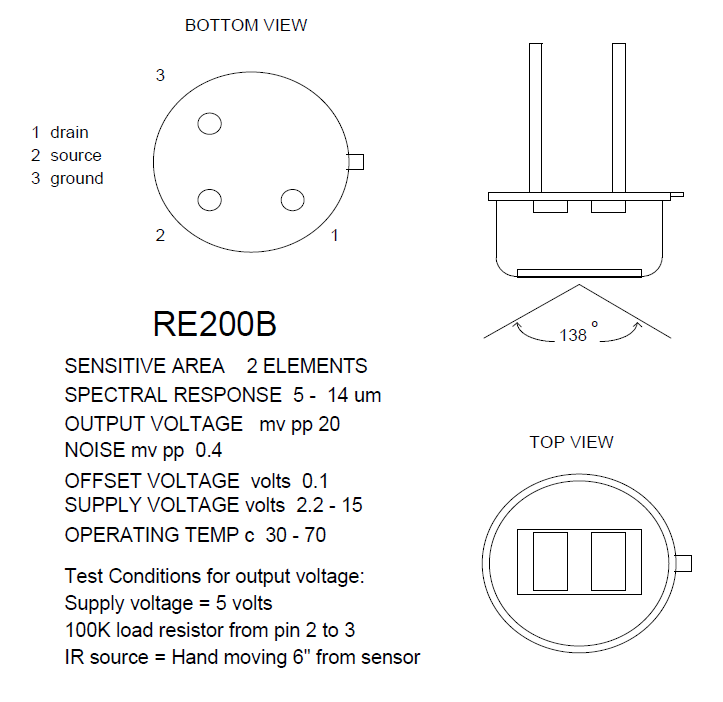 BOTTOM VIEW
3
1 drain
2 source
3 ground
2
1
138 °
RE200B
SENSITIVE AREA 2 ELEMENTS
SPECTRAL RESPONSE 5 - 14 um
OUTPUT VOLTAGE mv pp 20
NOISE mv pp 0.4
OFFSET VOLTAGE volts 0.1
SUPPLY VOLTAGE volts 2.2 - 15
OPERATING TEMP c 30 - 70
Test Conditions for output voltage:
Supply voltage = 5 volts
100K load resistor from pin 2 to 3
IR source = Hand moving 6" from sensor
TOP VIEW